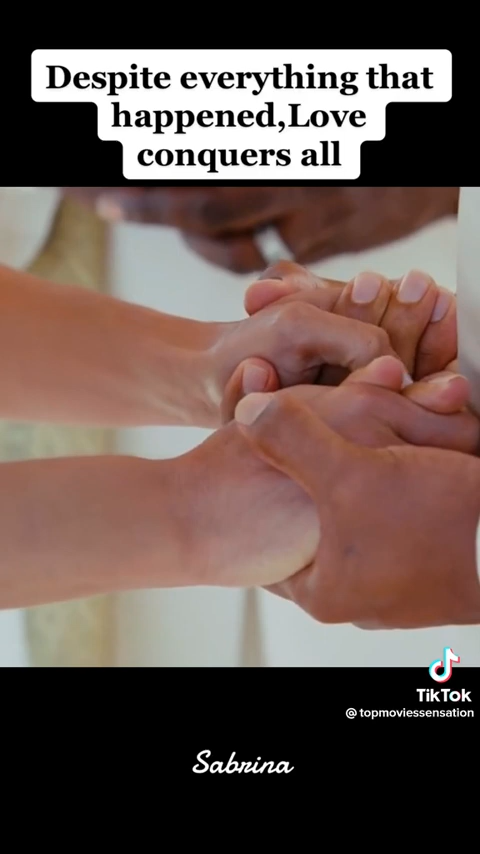 Despite everything that
happened,Love
conquers all
TikTok
@topmoviessensation
Sabrina